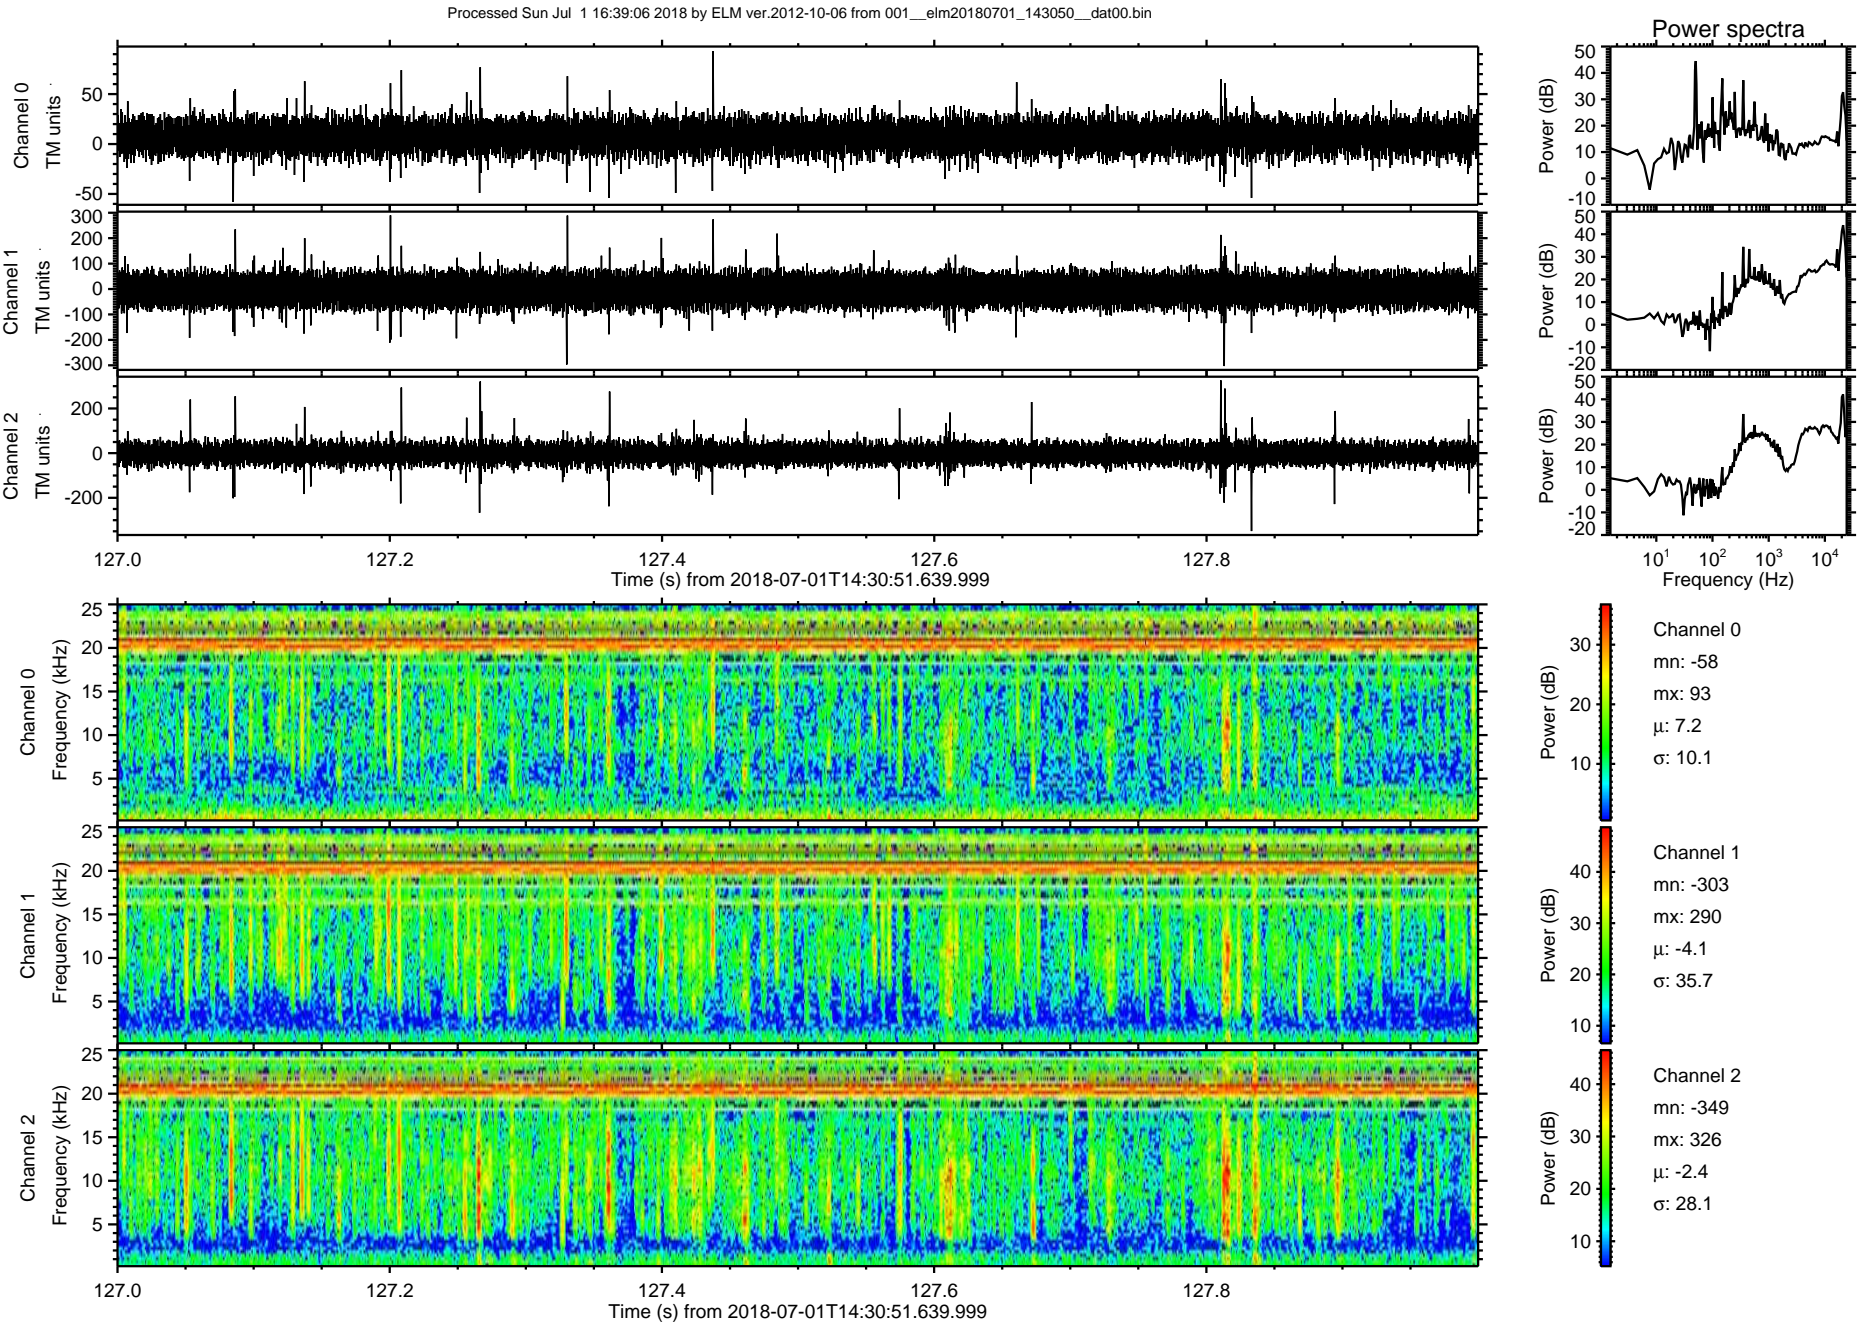 Processed Sun Jul  1 16:39:06 2018 by ELM ver.2012-10-06 from 001__elm20180701_143050__dat00.bin
Power spectra
Channel 0
TM units
50
0
-50
Power (dB)
50
40
30
20
10
0
-10
Channel 1
TM units
300
200
100
0
-100
-200
-300
Power (dB)
50
40
30
20
10
0
-10
-20
Channel 2
TM units
200
0
-200
Power (dB)
50
40
30
20
10
0
-10
-20
127.0 127.2 127.4 127.6 127.8
10^1 10^2 10^3 10^4
Time (s) from 2018-07-01T14:30:51.639.999
Frequency (Hz)
Channel 0
Frequency (kHz)
25
20
15
10
5
Power (dB)
30
20
10
Channel 0
mn: -58
mx: 93
μ: 7.2
σ: 10.1
Channel 1
Frequency (kHz)
25
20
15
10
5
Power (dB)
40
30
20
10
Channel 1
mn: -303
mx: 290
μ: -4.1
σ: 35.7
Channel 2
Frequency (kHz)
25
20
15
10
5
Power (dB)
40
30
20
10
Channel 2
mn: -349
mx: 326
μ: -2.4
σ: 28.1
127.0 127.2 127.4 127.6 127.8
Time (s) from 2018-07-01T14:30:51.639.999